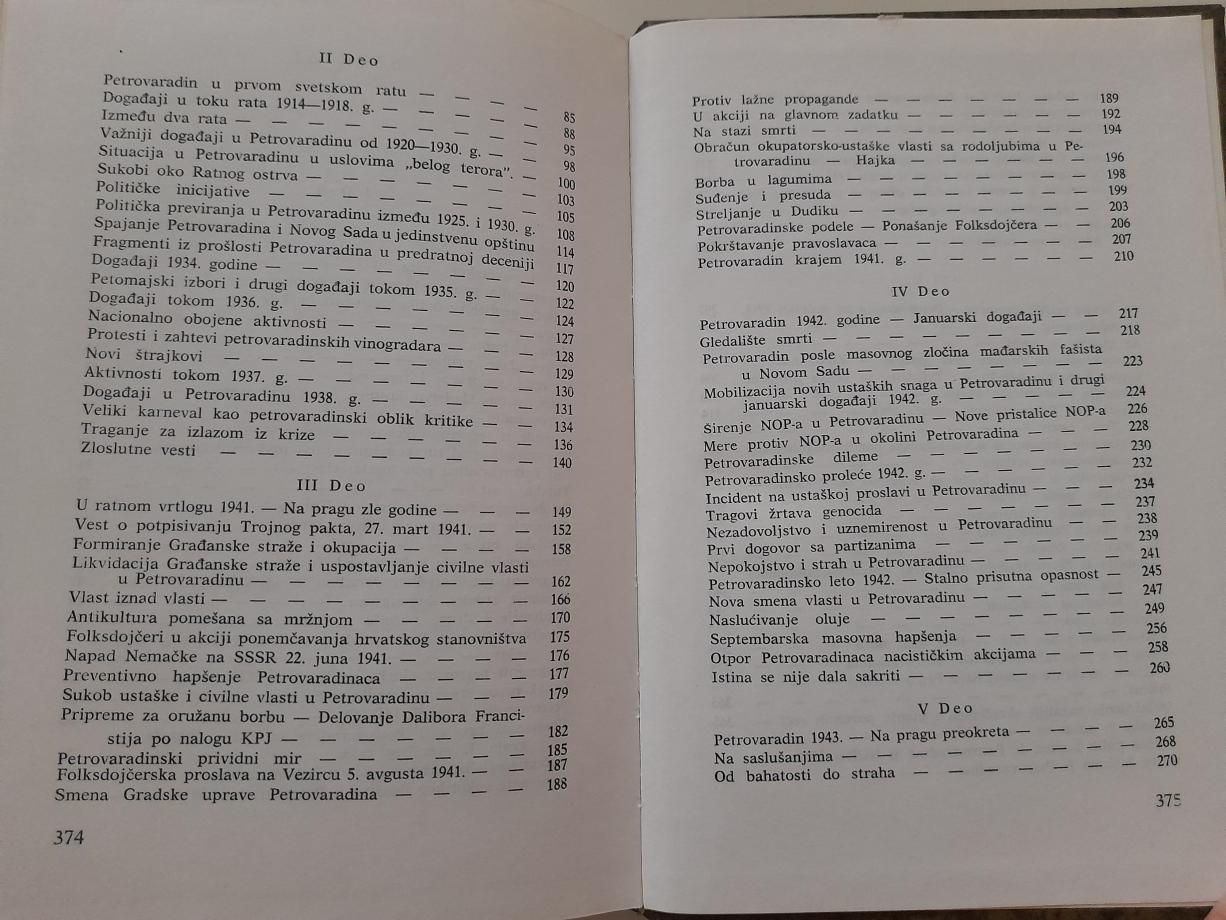 II Deo
Petrovaradin u prvom svetskom ratu — — — — 85
Događaji u toku rata 1914—1918. g. — — — — — 88
Između dva rata — — — — — — — — — 95
Važniji događaji u Petrovaradinu od 1920—1930. g. — — 98
Situacija u Petrovaradinu u uslovima „belog terora". — 100
Sukobi oko Ratnog ostrva — — — — — — — 103
Političke inicijative — — — — — — — — 105
Politička previranja u Petrovaradinu između 1925. i 1930. g. 108
Spajanje Petrovaradina i Novog Sada u jedinstvenu opštinu 114
Fragmenti iz prošlosti Petrovaradina u predratnoj deceniji 117
Događaji 1934. godine — — — — — — — — 120
Petomajski izbori i drugi događaji tokom 1935. g. — — 122
Događaji tokom 1936. g. — — — — — — — 124
Nacionalno obojene aktivnosti — — — — — — 127
Protesti i zahtevi petrovaradinskih vinogradara — — — 128
Novi štrajkovi — — — — — — — — — 129
Aktivnosti tokom 1937. g. — — — — — — — 130
Događaji u Petrovaradinu 1938. g. — — — — — 131
Veliki karneval kao petrovaradinski oblik kritike — — 134
Traganje za izlazom iz krize — — — — — — 136
Zloslutne vesti — — — — — — — — — 140
III Deo
U ratnom vrtlogu 1941. — Na pragu zle godine — — — 149
Vest o potpisivanju Trojnog pakta, 27. mart 1941. — — 152
Formiranje Građanske straže i okupacija — — — — 158
Likvidacija Građanske straže i uspostavljanje civilne vlasti
u Petrovaradinu — — — — — — — — 162
Vlast iznad vlasti — — — — — — — — — 166
Antikultura pomešana sa mržnjom — — — — — 170
Folksdojčeri u akciji ponemčavanja hrvatskog stanovništva 175
Napad Nemačke na SSSR 22. juna 1941. — — — — 176
Preventivno hapšenje Petrovaradinaca — — — — 177
Sukob ustaške i civilne vlasti u Petrovaradinu — — — 179
Pripreme za oružanu borbu — Delovanje Dalibora Franci-
stija po nalogu KPJ — — — — — — — 182
Petrovaradinski prividni mir — — — — — — 185
Folksdojčerska proslava na Vezircu 5. avgusta 1941. — — 187
Smena Gradske uprave Petrovaradina — — — — 188
374
Protiv lažne propagande — — — — — — — 189
U akciji na glavnom zadatku — — — — — — 192
Na stazi smrti — — — — — — — — — 194
Obračun okupatorsko-ustaške vlasti sa rodoljubima u Pe-
trovaradinu — Hajka — — — — — — 196
Borba u lagumima — — — — — — — — 198
Suđenje i presuda — — — — — — — — 199
Streljanje u Dudiku — — — — — — — — 203
Petrovaradinske podele — Ponašanje Folksdojčera — — 206
Pokrštavanje pravoslavaca — — — — — — — 207
Petrovaradin krajem 1941. g. — — — — — — 210
IV Deo
Petrovaradin 1942. godine — Januarski događaji — — 217
Gledalište smrti — — — — — — — — — 218
Petrovaradin posle masovnog zločina mađarskih fašista
u Novom Sadu — — — — — — — — 223
Mobilizacija novih ustaških snaga u Petrovaradinu i drugi
januarski događaji 1942. g. — — — — — 224
Širenje NOP-a u Petrovaradinu — Nove pristalice NOP-a 226
Mere protiv NOP-a u okolini Petrovaradina — — — 228
Petrovaradinske dileme — — — — — — — 230
Petrovaradinsko proleće 1942. g. — — — — — — 232
Incident na ustaškoj proslavi u Petrovaradinu — — — 234
Tragovi žrtava genocida — — — — — — — 237
Nezadovoljstvo i uznemirenost u Petrovaradinu — — 238
Prvi dogovor sa partizanima — — — — — — 239
Nepokojstvo i strah u Petrovaradinu — — — — — 241
Petrovaradinsko leto 1942. — Stalno prisutna opasnost — 245
Nova smena vlasti u Petrovaradinu — — — — — 247
Naslućivanje oluje — — — — — — — — 249
Septembarska masovna hapšenja — — — — — 256
Otpor Petrovaradinaca nacističkim akcijama — — — 258
Istina se nije dala sakriti — — — — — — — 260
V Deo
Petrovaradin 1943. — Na pragu preokreta — — — — 265
Na saslušanjima — — — — — — — — — 268
Od bahatosti do straha — — — — — — — 270
375